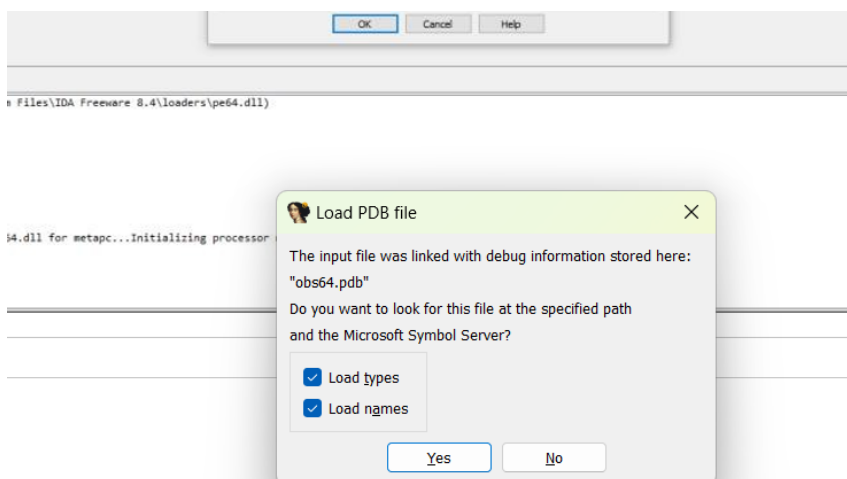 OK Cancel Help
m Files\IDA Freeware 8.4\loaders\pe64.dll)
64.dll for metapc...Initializing processor
Load PDB file
The input file was linked with debug information stored here:
"obs64.pdb"
Do you want to look for this file at the specified path
and the Microsoft Symbol Server?
Load types
Load names
Yes No